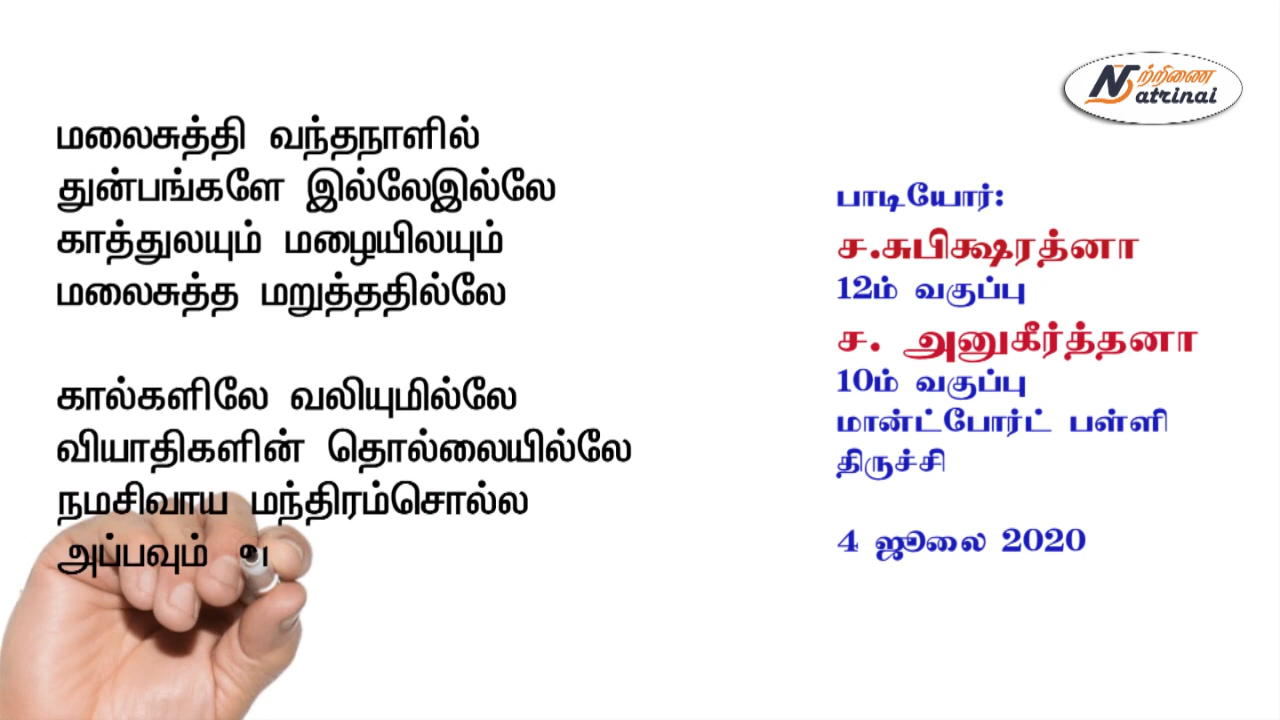 மலைசுத்தி வந்தநாளில்
துன்பங்களே இல்லேஇல்லே
காத்துலயும் மழையிலயும்
மலைசுத்த மறுத்ததில்லே
கால்களிலே வலியுமில்லே
வியாதிகளின் தொல்லையில்லே
நமசிவாய மந்திரம்சொல்ல
அப்பவும்
நற்றிணை
Natrinai
பாடியோர்:
ச.சுபிக்ஷரத்னா
12ம் வகுப்பு
ச. அனுகீர்த்தனா
10ம் வகுப்பு
மான்ட்போர்ட் பள்ளி
திருச்சி
4 ஜூலை 2020